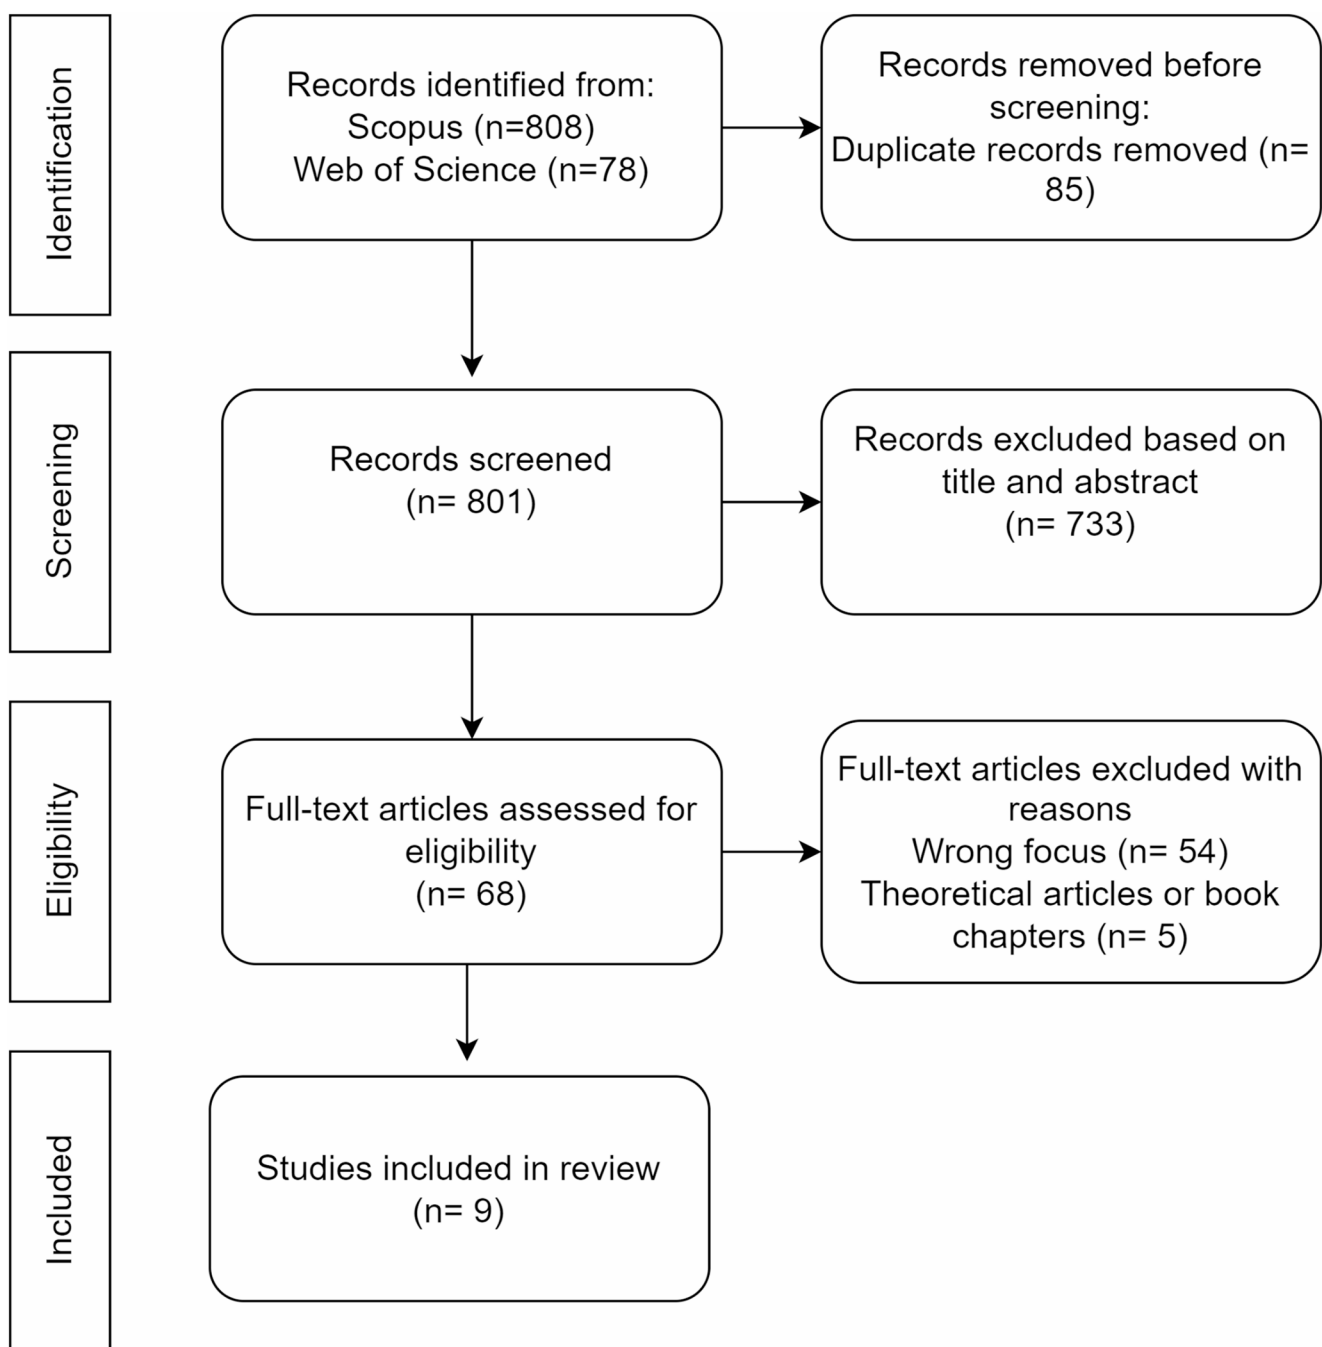 Identification
Records identified from:
Scopus (n=808)
Web of Science (n=78)
Records removed before
screening:
Duplicate records removed (n=
85)
Screening
Records screened
(n= 801)
Records excluded based on
title and abstract
(n= 733)
Eligibility
Full-text articles assessed for
eligibility
(n= 68)
Full-text articles excluded with
reasons
Wrong focus (n= 54)
Theoretical articles or book
chapters (n= 5)
Included
Studies included in review
(n= 9)